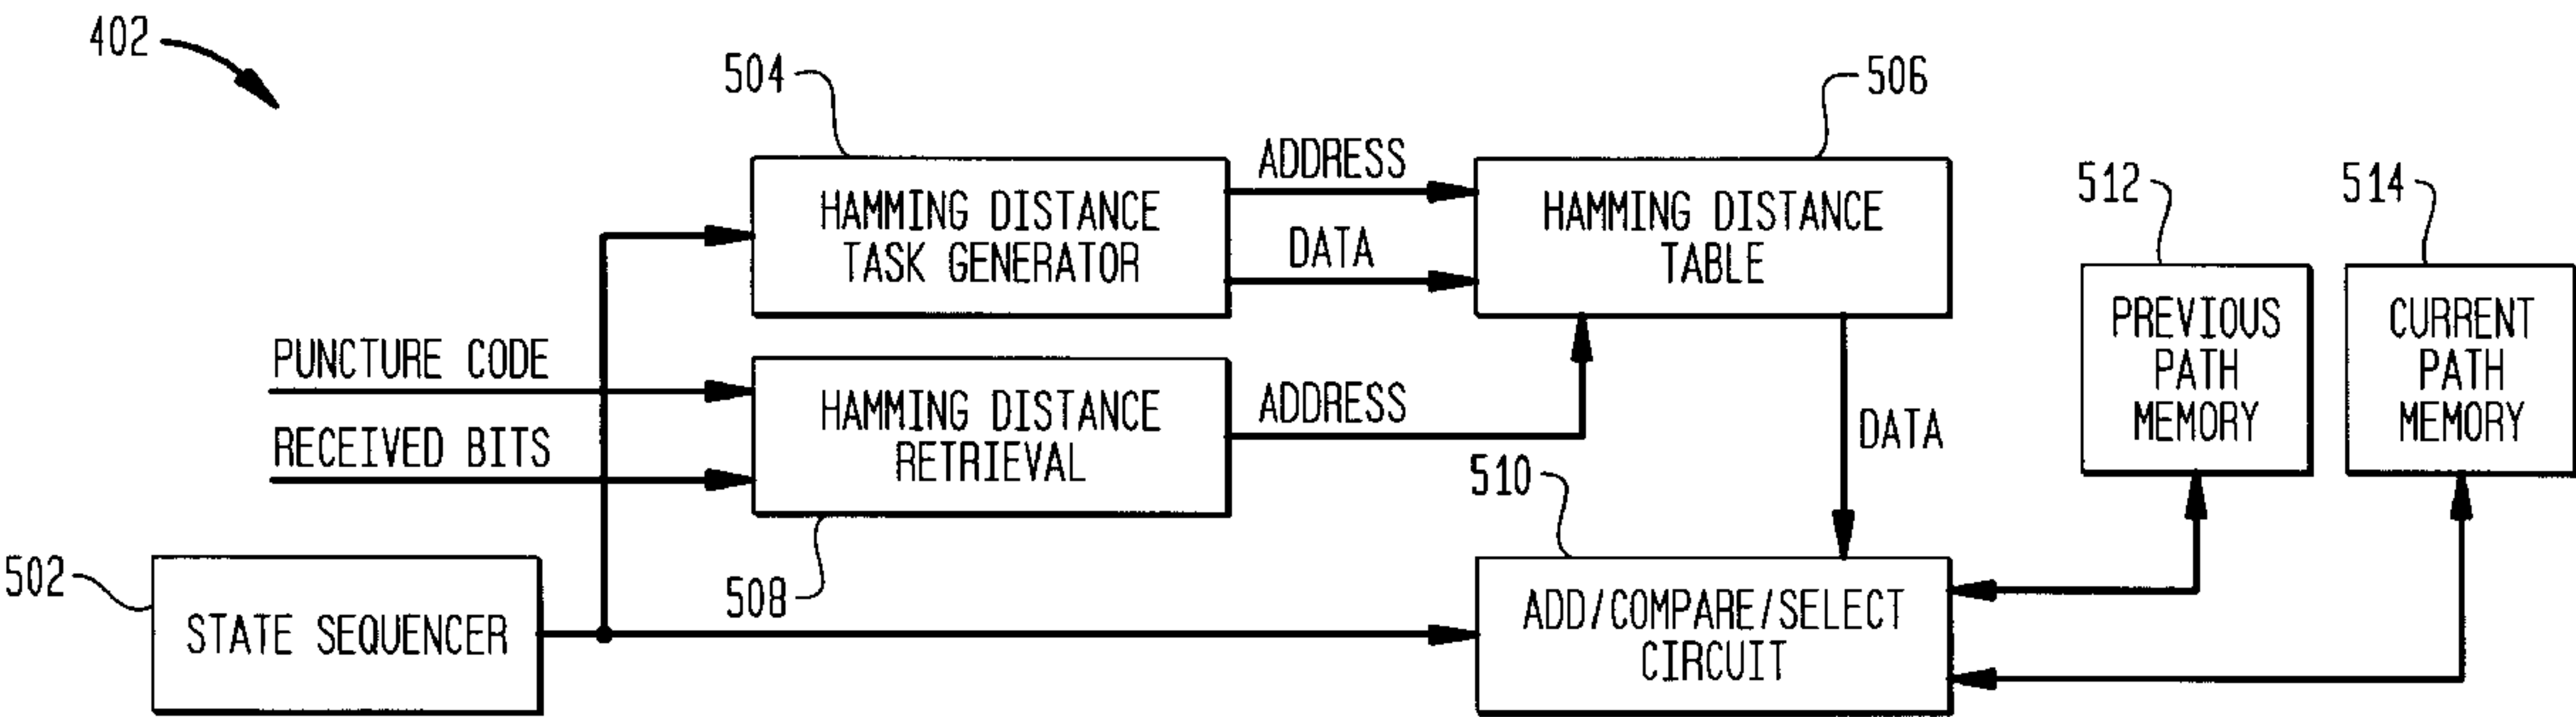 402
504
506
ADDRESS
HAMMING DISTANCE
TASK GENERATOR
DATA
HAMMING DISTANCE
TABLE
512
514
PREVIOUS
PATH
MEMORY
CURRENT
PATH
MEMORY
PUNCTURE CODE
RECEIVED BITS
HAMMING DISTANCE
RETRIEVAL
ADDRESS
DATA
510
502
508
STATE SEQUENCER
ADD/COMPARE/SELECT
CIRCUIT